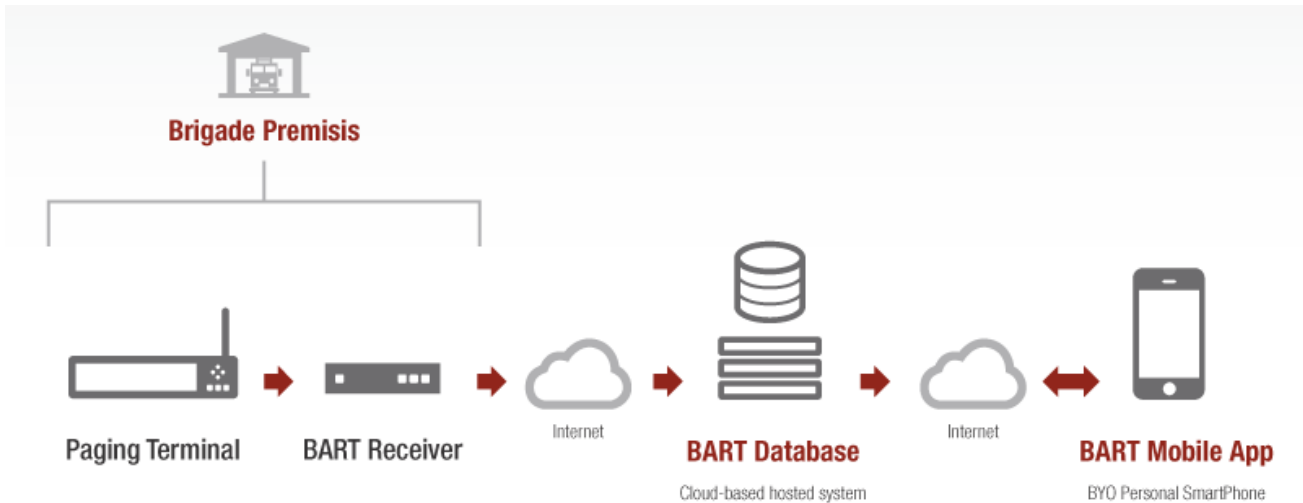 Brigade Premisis
Paging Terminal
BART Receiver
Internet
BART Database
Cloud-based hosted system
Internet
BART Mobile App
BYO Personal SmartPhone